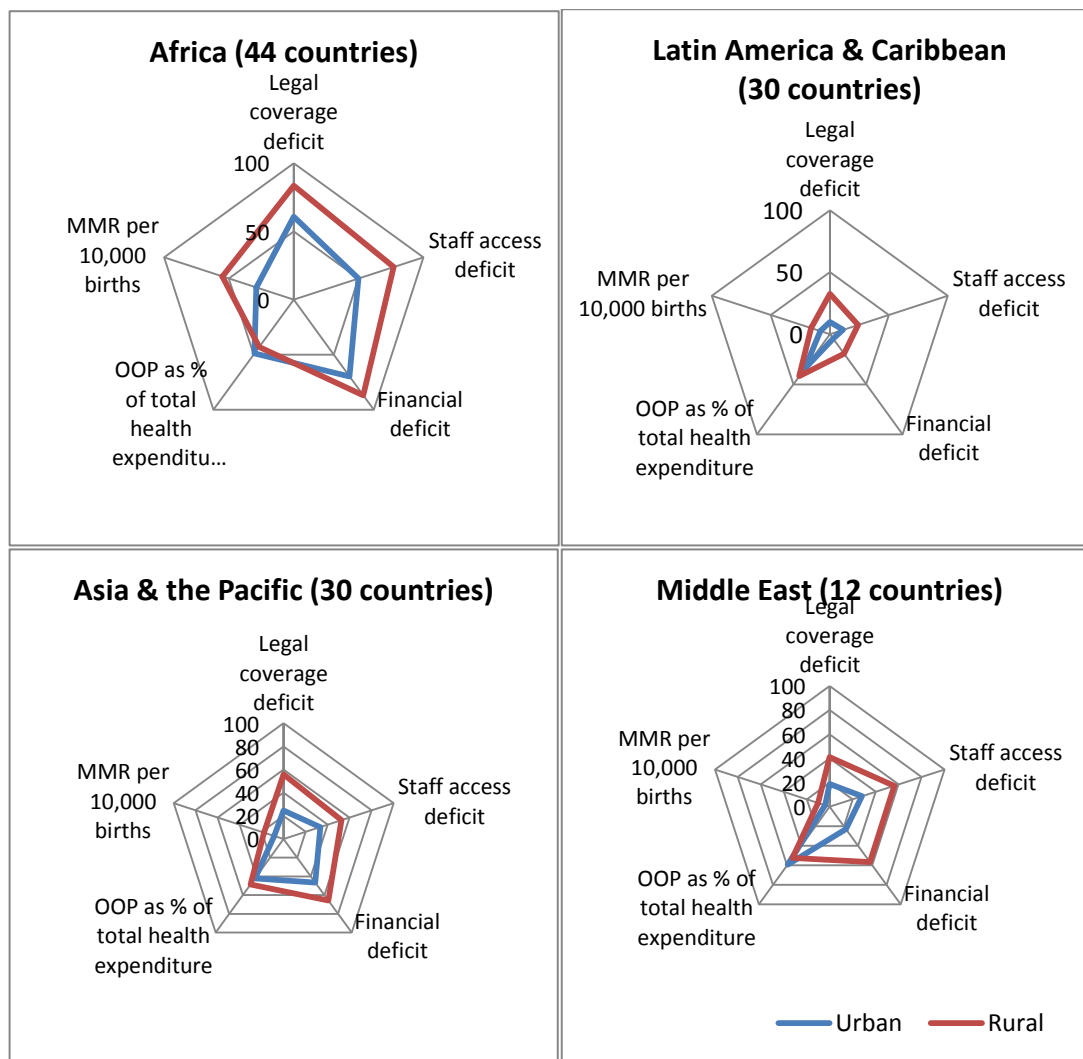 Africa (44 countries)
Legal
coverage
deficit
100
50
0
Staff access
deficit
Financial
deficit
OOP as %
of total
health
expenditu...
MMR per
10,000
births
Latin America & Caribbean
(30 countries)
Legal
coverage
deficit
100
50
0
Staff access
deficit
Financial deficit
OOP as % of
total health
expenditure
MMR per
10,000 births
Asia & the Pacific (30 countries)
Legal
coverage
deficit
100
80
60
40
20
0
Staff access
deficit
Financial
deficit
OOP as % of
total health
expenditure
MMR per
10,000
births
Middle East (12 countries)
Legal
coverage
deficit
100
80
60
40
20
0
Staff access
deficit
Financial
deficit
OOP as % of
total health
expenditure
MMR per
10,000
births
Urban
Rural